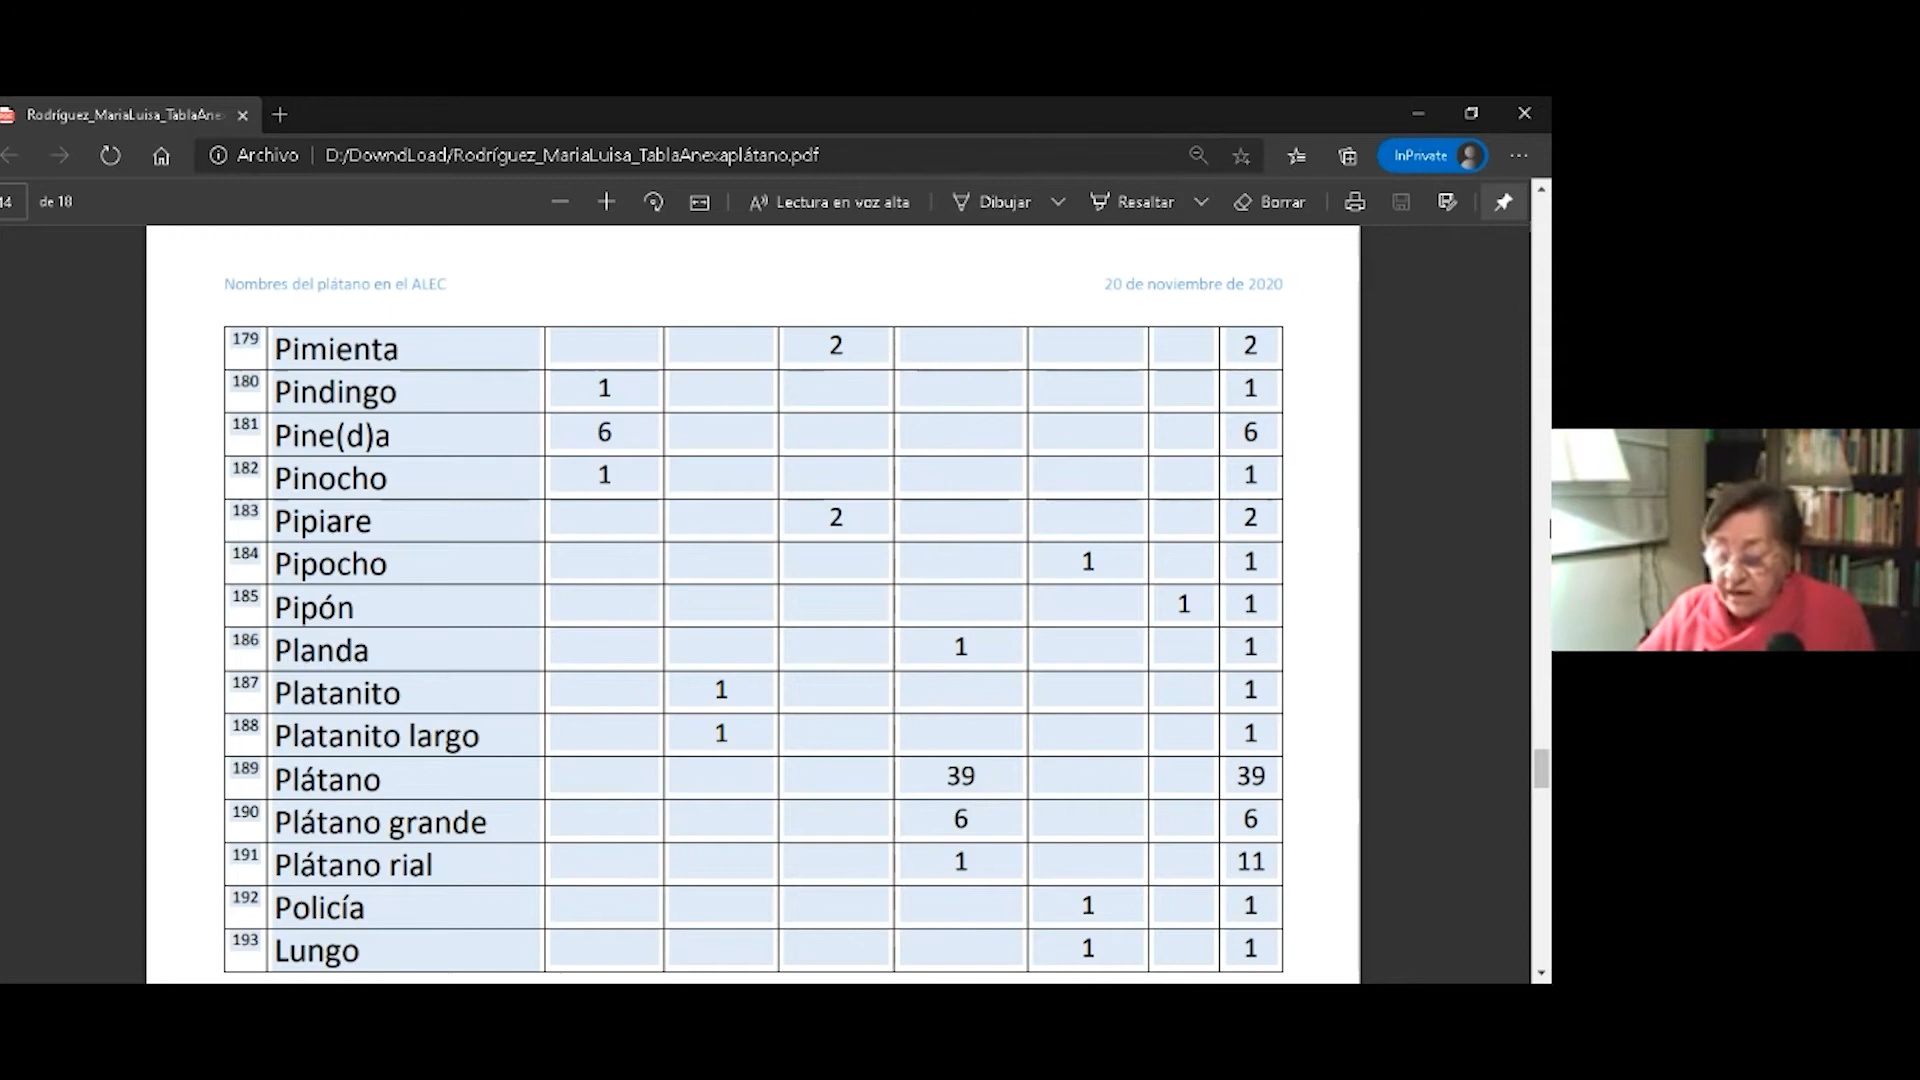 Rodríguez_MariaLuisa_TablaAne
Archivo D:/DowndLoad/Rodríguez_MariaLuisa_TablaAnexaplátano.pdf InPrivate
14 de 18 Lectura en voz alta Dibujar Resaltar Borrar
Nombres del plátano en el ALEC 20 de noviembre de 2020
179 Pimienta 2 2
180 Pindingo 1 1
181 Pine(d)a 6 6
182 Pinocho 1 1
183 Pipiare 2 2
184 Pipocho 1 1
185 Pipón 1 1
186 Planda 1 1
187 Platanito 1 1
188 Platanito largo 1 1
189 Plátano 39 39
190 Plátano grande 6 6
191 Plátano rial 1 11
192 Policía 1 1
193 Lungo 1 1